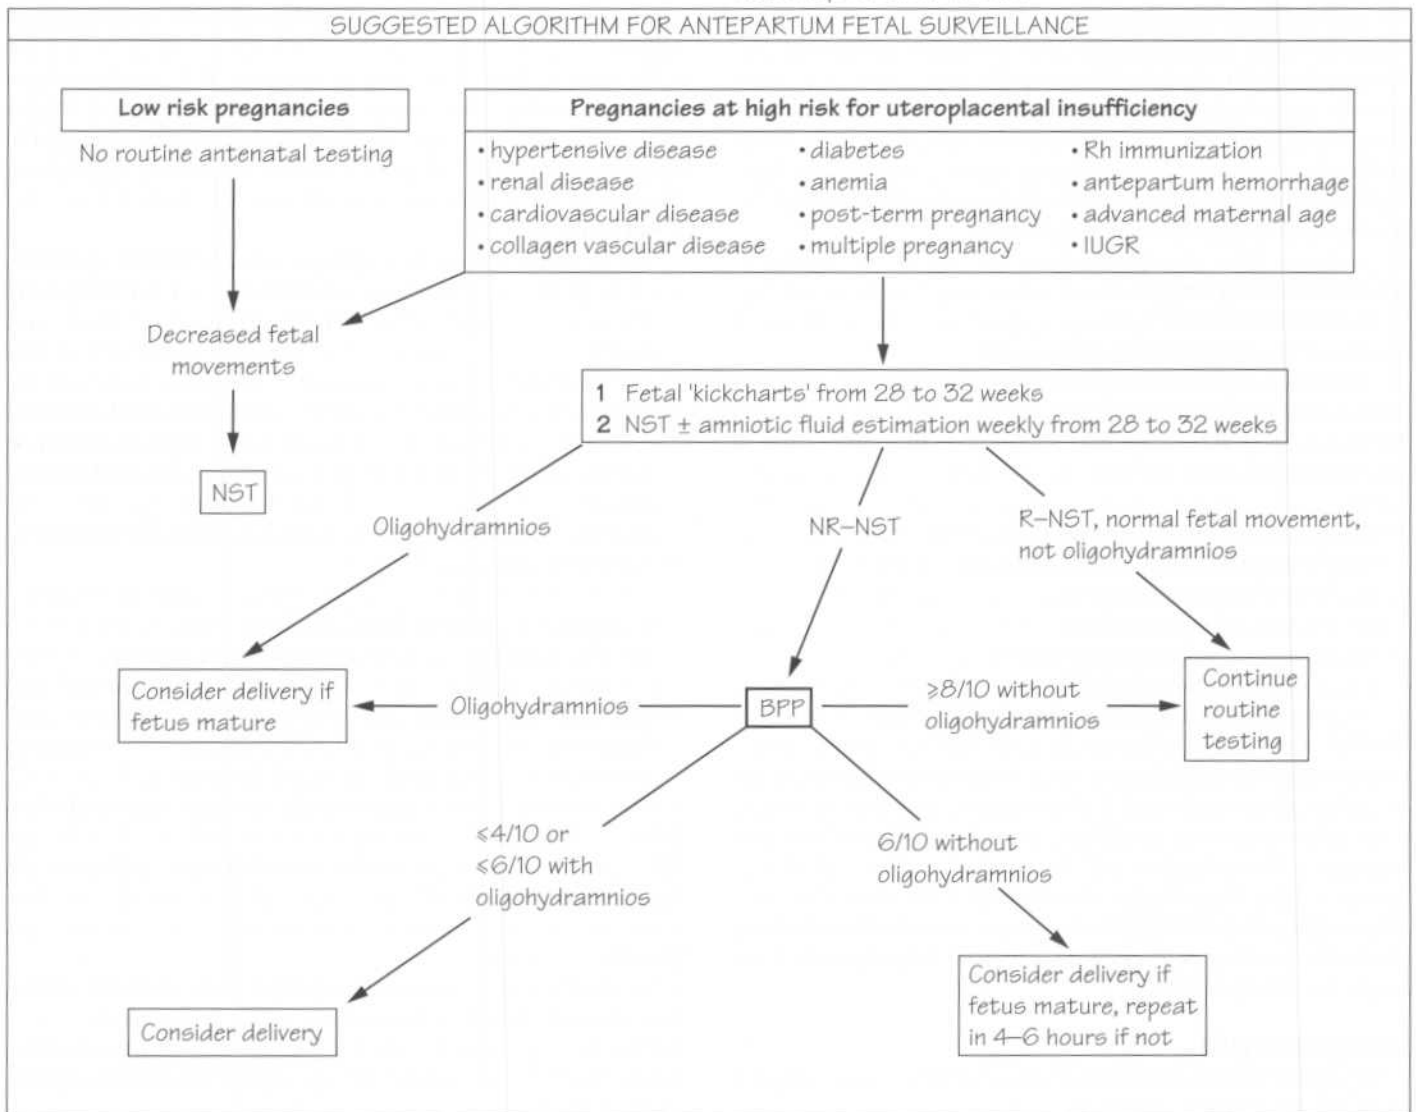 SUGGESTED ALGORITHM FOR ANTEPARTUM FETAL SURVEILLANCE
Low risk pregnancies
No routine antenatal testing
Pregnancies at high risk for uteroplacental insufficiency
• hypertensive disease
• renal disease
• cardiovascular disease
• collagen vascular disease
• diabetes
• anemia
• post-term pregnancy
• multiple pregnancy
• Rh immunization
• antepartum hemorrhage
• advanced maternal age
• IUGR
Decreased fetal
movements
NST
1 Fetal 'kickcharts' from 28 to 32 weeks
2 NST ± amniotic fluid estimation weekly from 28 to 32 weeks
Oligohydramnios
NR–NST
R–NST, normal fetal movement,
not oligohydramnios
Consider delivery if
fetus mature
Oligohydramnios
BPP
≥8/10 without
oligohydramnios
Continue
routine
testing
≤4/10 or
≤6/10 with
oligohydramnios
6/10 without
oligohydramnios
Consider delivery
Consider delivery if
fetus mature, repeat
in 4–6 hours if not